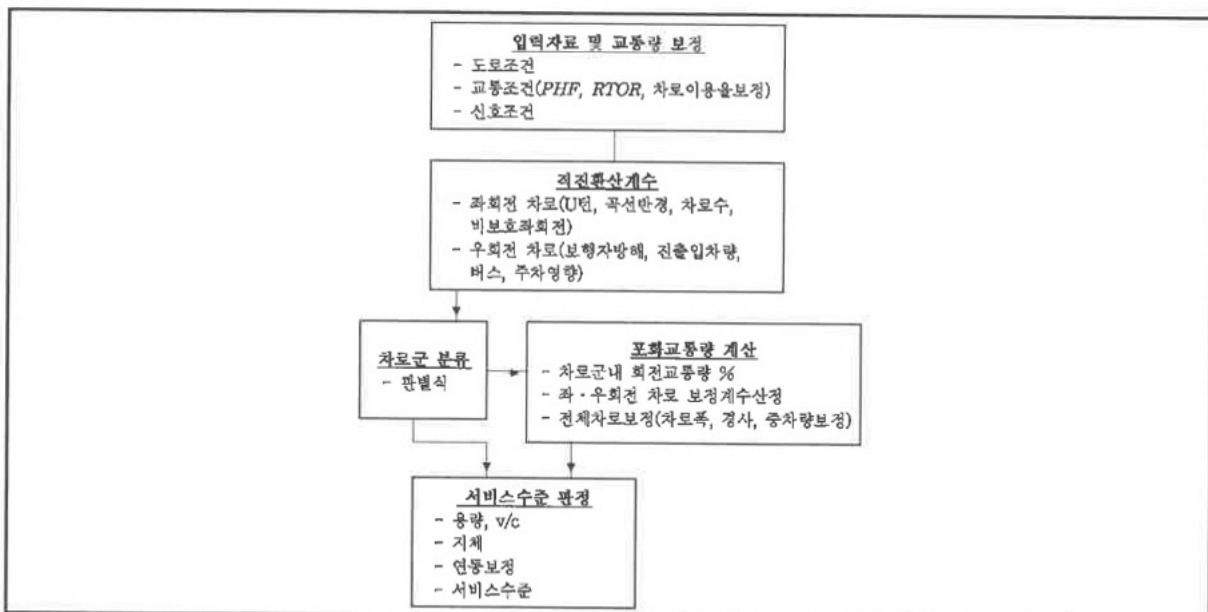 입력자료 및 교통량 보정
- 도로조건
- 교통조건(PHF, RTOR, 차로이용율보정)
- 신호조건
직진환산계수
- 좌회전 차로(U턴, 곡선반경, 차로수,
비보호좌회전)
- 우회전 차로(보행자방해, 진출입차량,
버스, 주차영향)
차로군 분류
- 판별식
포화교통량 계산
- 차로군내 회전교통량 %
- 좌·우회전 차로 보정계수산정
- 전체차로보정(차로폭, 경사, 중차량보정)
서비스수준 판정
- 용량, v/c
- 지체
- 연동보정
- 서비스수준